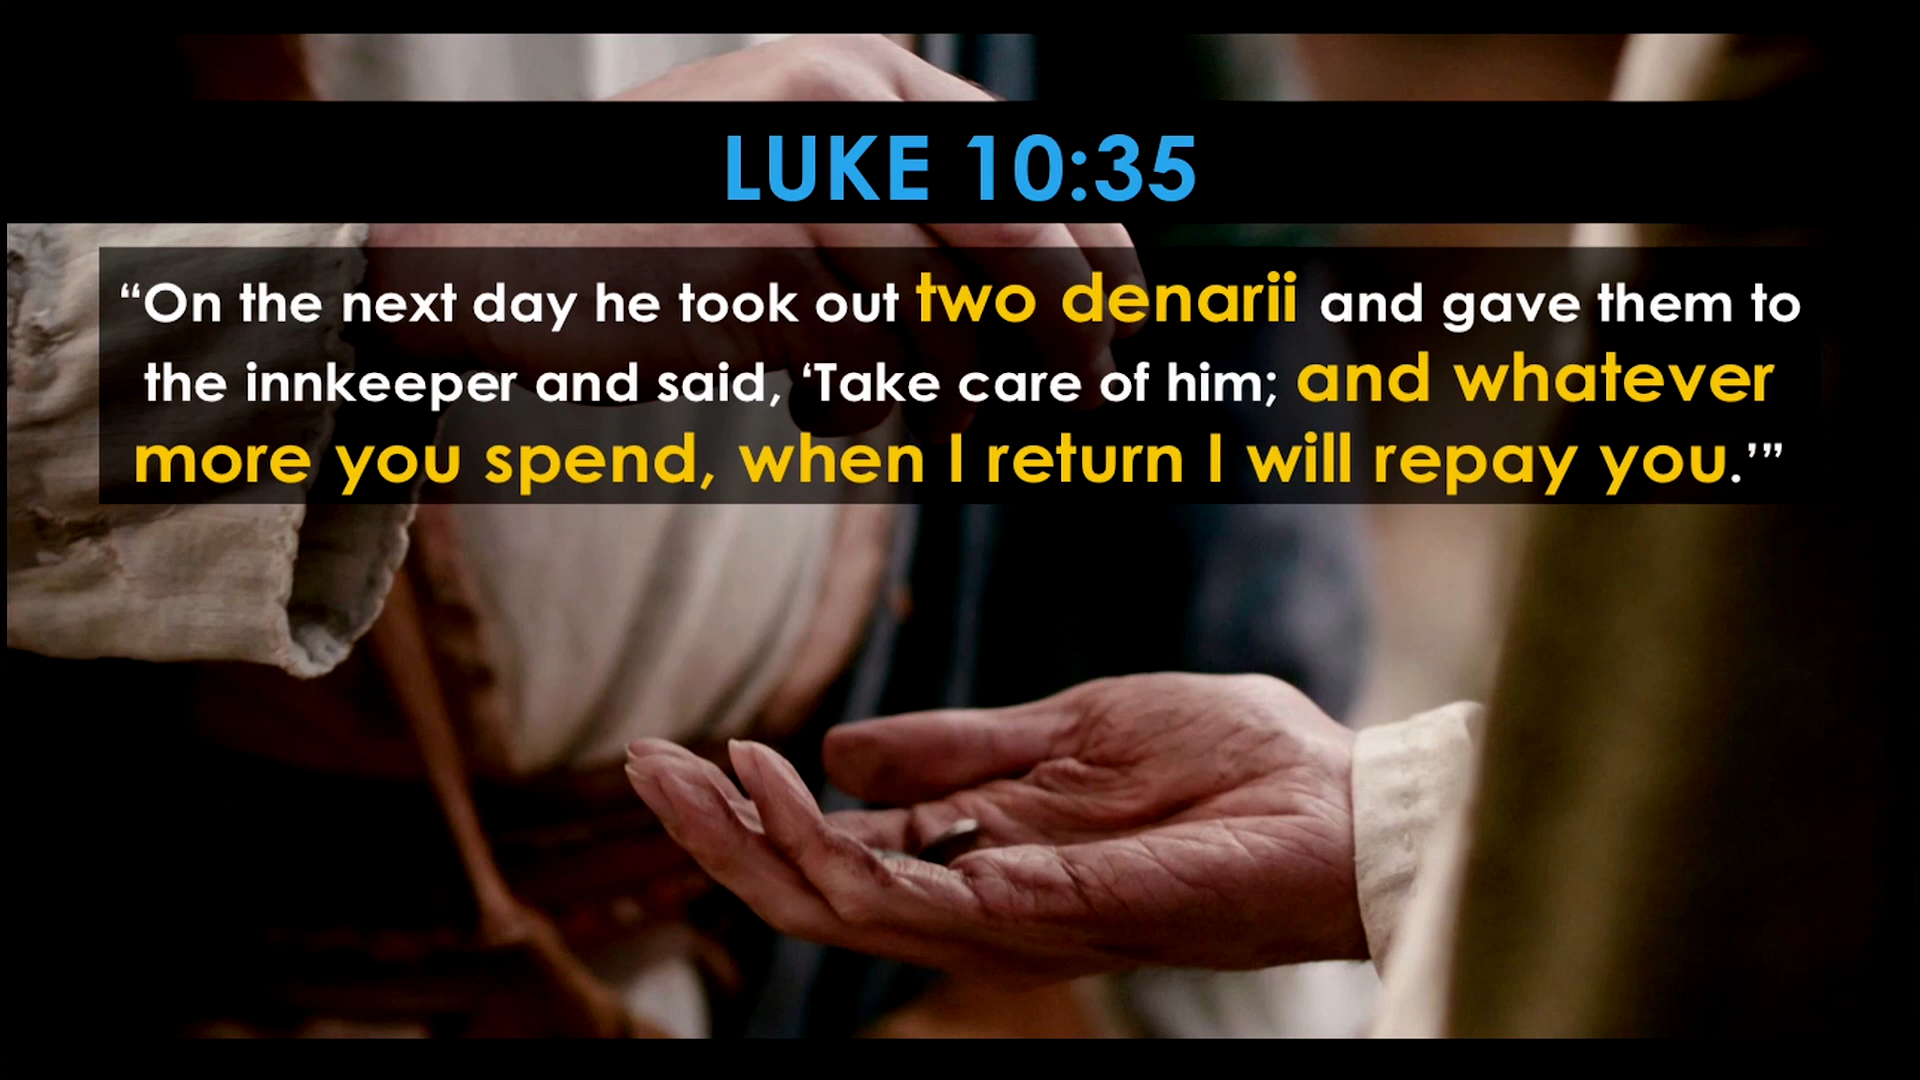 LUKE 10:35
“On the next day he took out two denarii and gave them to
the innkeeper and said, ‘Take care of him; and whatever
more you spend, when I return I will repay you.’”